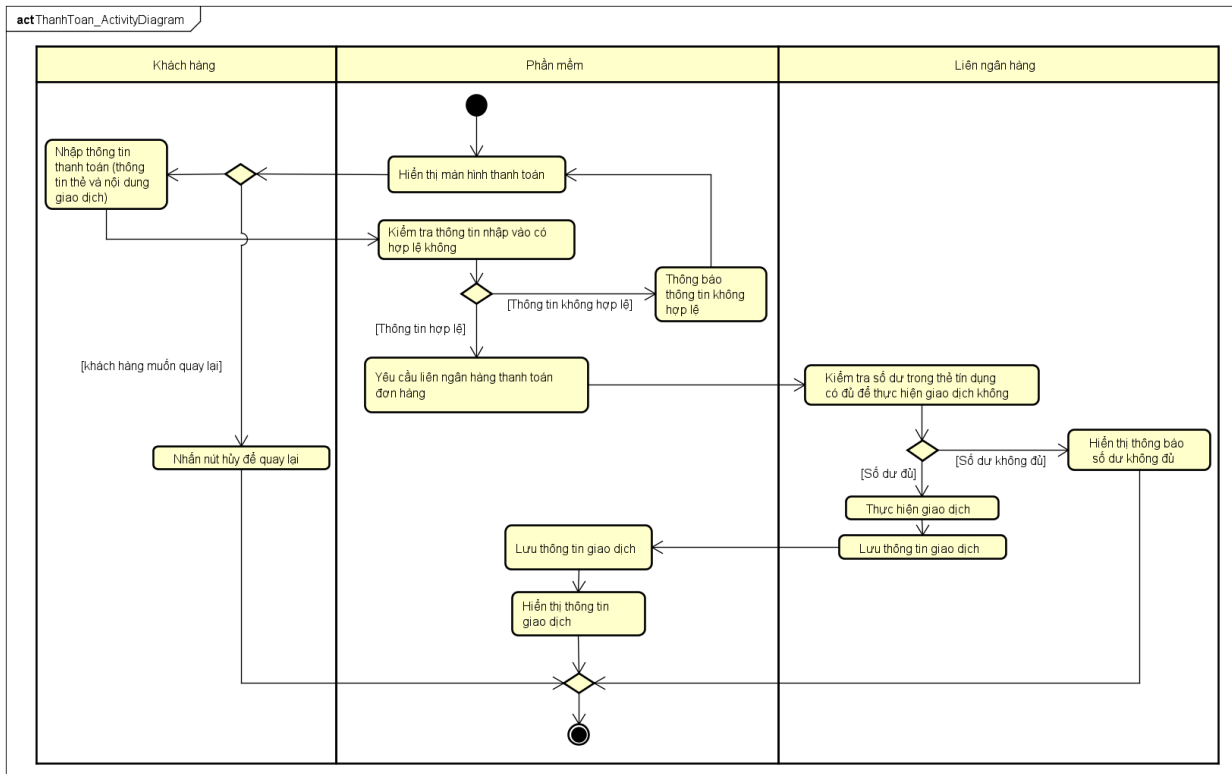 act ThanhToan_ActivityDiagram
Khách hàng
Phần mềm
Liên ngân hàng
Nhập thông tin
thanh toán (thông
tin thẻ và nội dung
giao dịch)
Hiển thị màn hình thanh toán
Kiểm tra thông tin nhập vào có
hợp lệ không
[Thông tin không hợp lệ]
Thông báo
thông tin không
hợp lệ
[Thông tin hợp lệ]
[khách hàng muốn quay lại]
Yêu cầu liên ngân hàng thanh toán
đơn hàng
Kiểm tra số dư trong thẻ tín dụng
có đủ để thực hiện giao dịch không
[Số dư không đủ]
Hiển thị thông báo
số dư không đủ
[Số dư đủ]
Nhấn nút hủy để quay lại
Thực hiện giao dịch
Lưu thông tin giao dịch
Lưu thông tin giao dịch
Hiển thị thông tin
giao dịch